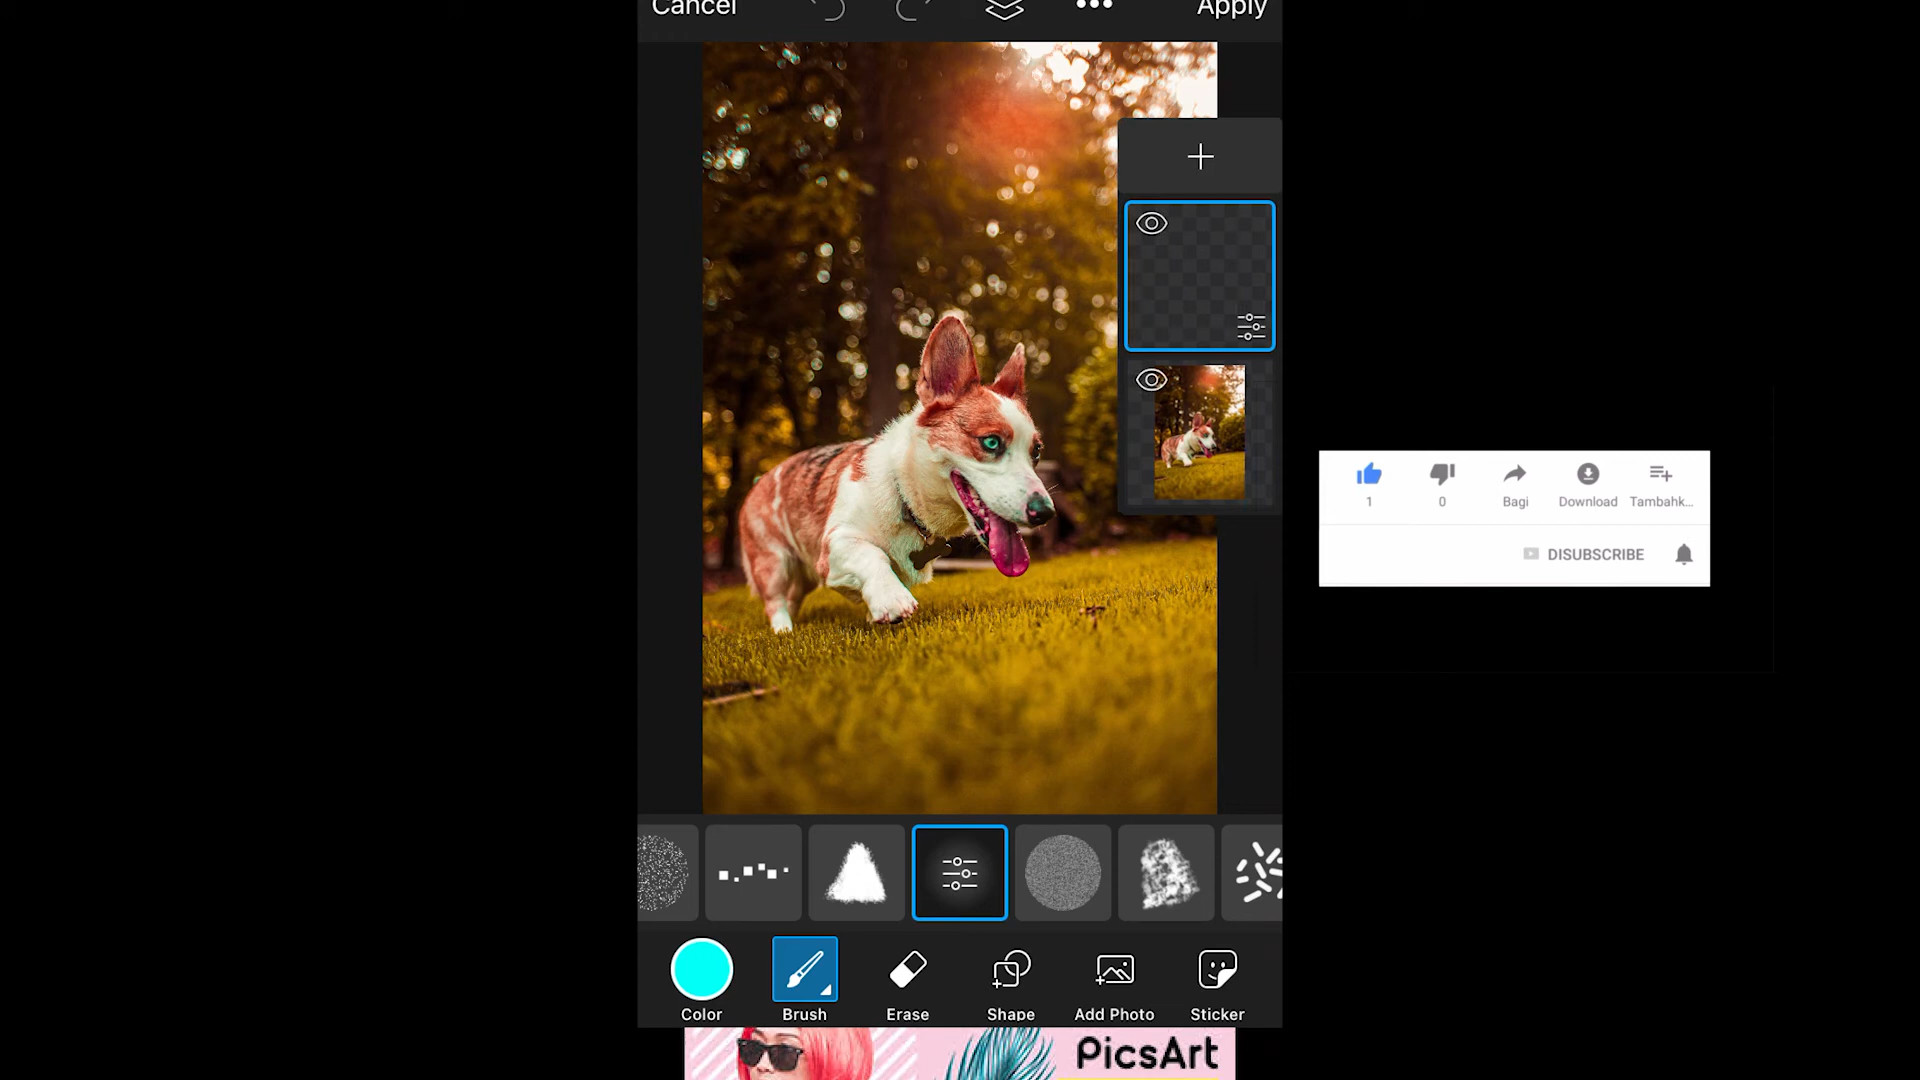 Cancel
Apply
1
0
Bagi
Download
Tambahk...
DISUBSCRIBE
Color
Brush
Erase
Shape
Add Photo
Sticker
PicsArt